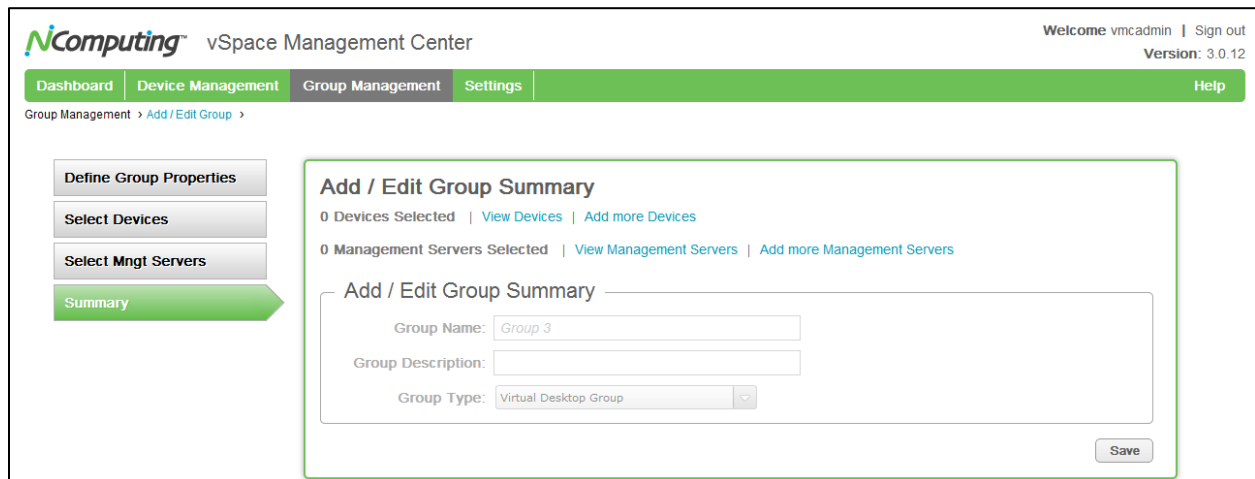 NComputing™ vSpace Management Center
Welcome vmcadmin | Sign out
Version: 3.0.12
Dashboard Device Management Group Management Settings Help
Group Management › Add / Edit Group ›
Define Group Properties
Select Devices
Select Mngt Servers
Summary
Add / Edit Group Summary
0 Devices Selected | View Devices | Add more Devices
0 Management Servers Selected | View Management Servers | Add more Management Servers
Add / Edit Group Summary
Group Name: Group 3
Group Description:
Group Type: Virtual Desktop Group
Save